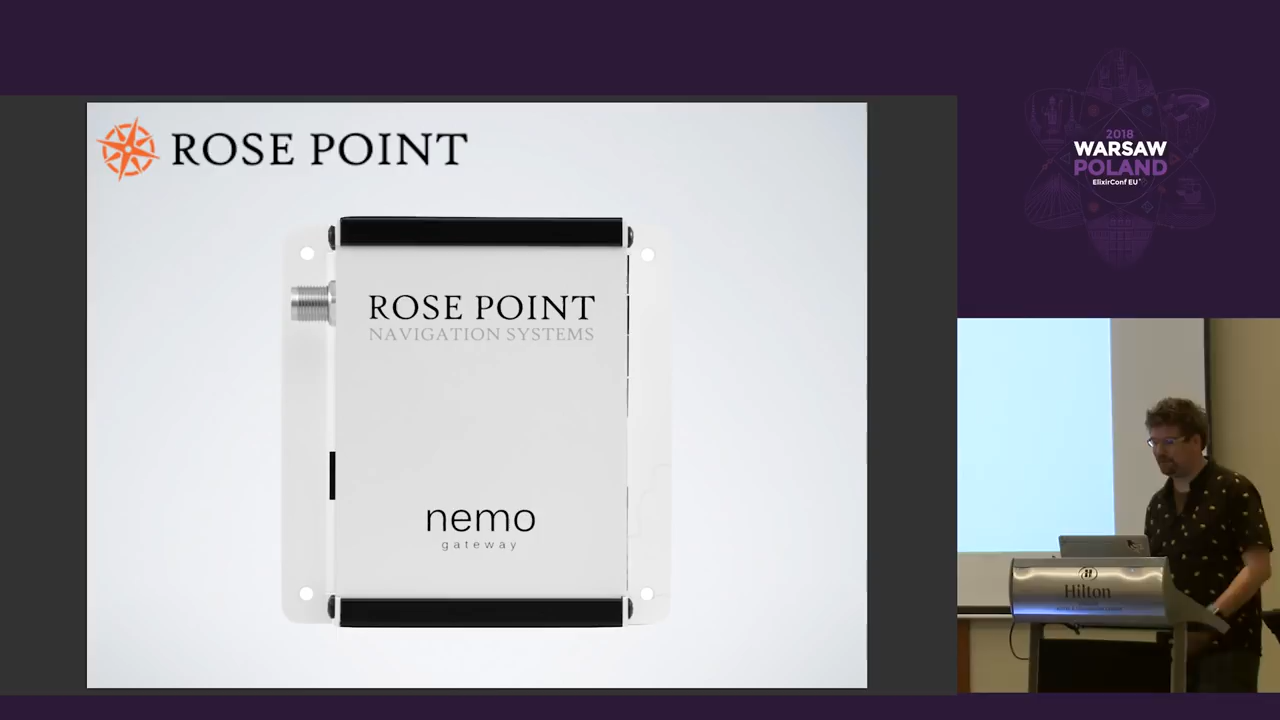 ROSE POINT
ROSE POINT
NAVIGATION SYSTEMS
nemo
gateway
2018
WARSAW
POLAND
ElixirConf EU
Hilton